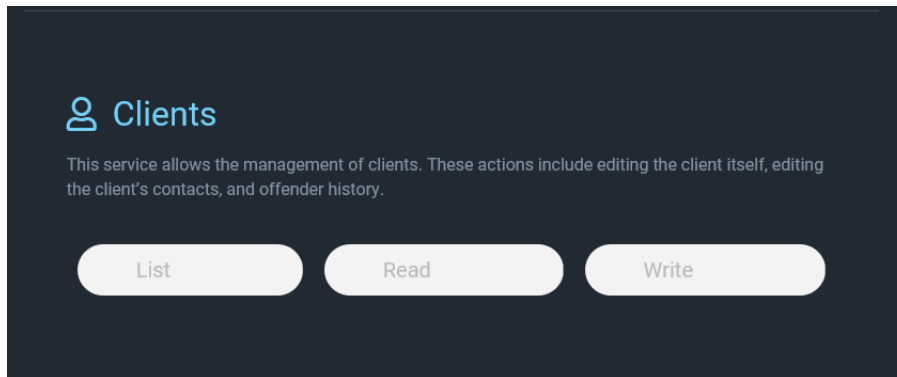 Clients
This service allows the management of clients. These actions include editing the client itself, editing
the client's contacts, and offender history.
List Read Write